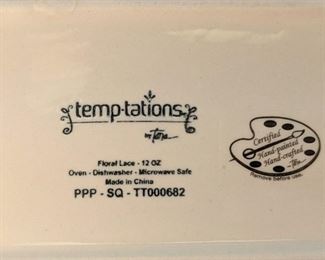 temp-tations
by Tara
Floral Lace - 12 OZ
Oven - Dishwasher - Microwave Safe
Made in China
PPP - SQ - TT000682
Certified
Hand-painted
Hand-crafted
Remove before use.